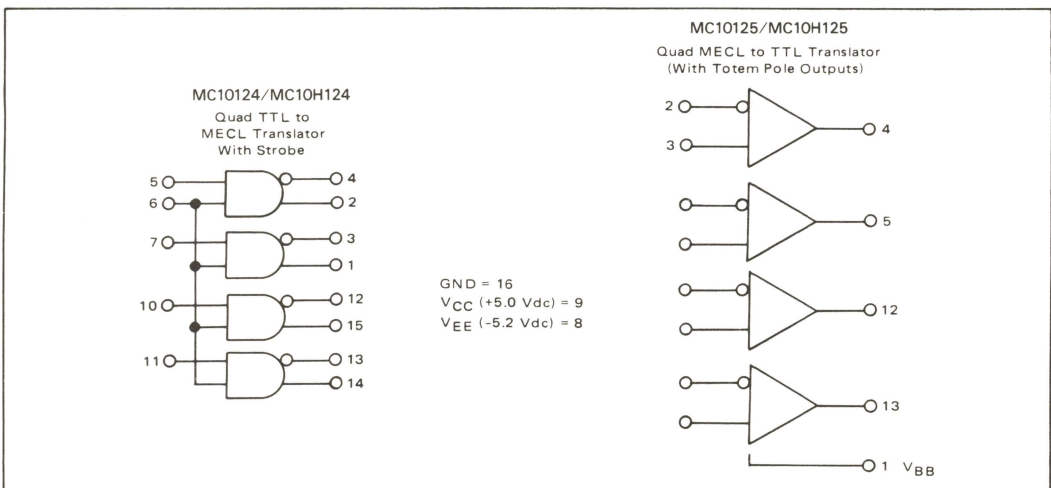 MC10124/MC10H124
Quad TTL to
MECL Translator
With Strobe
5
6
4
2
7
3
1
10
12
15
11
13
14
GND = 16
VCC (+5.0 Vdc) = 9
VEE (-5.2 Vdc) = 8
MC10125/MC10H125
Quad MECL to TTL Translator
(With Totem Pole Outputs)
2
3
4
5
12
13
1 VBB